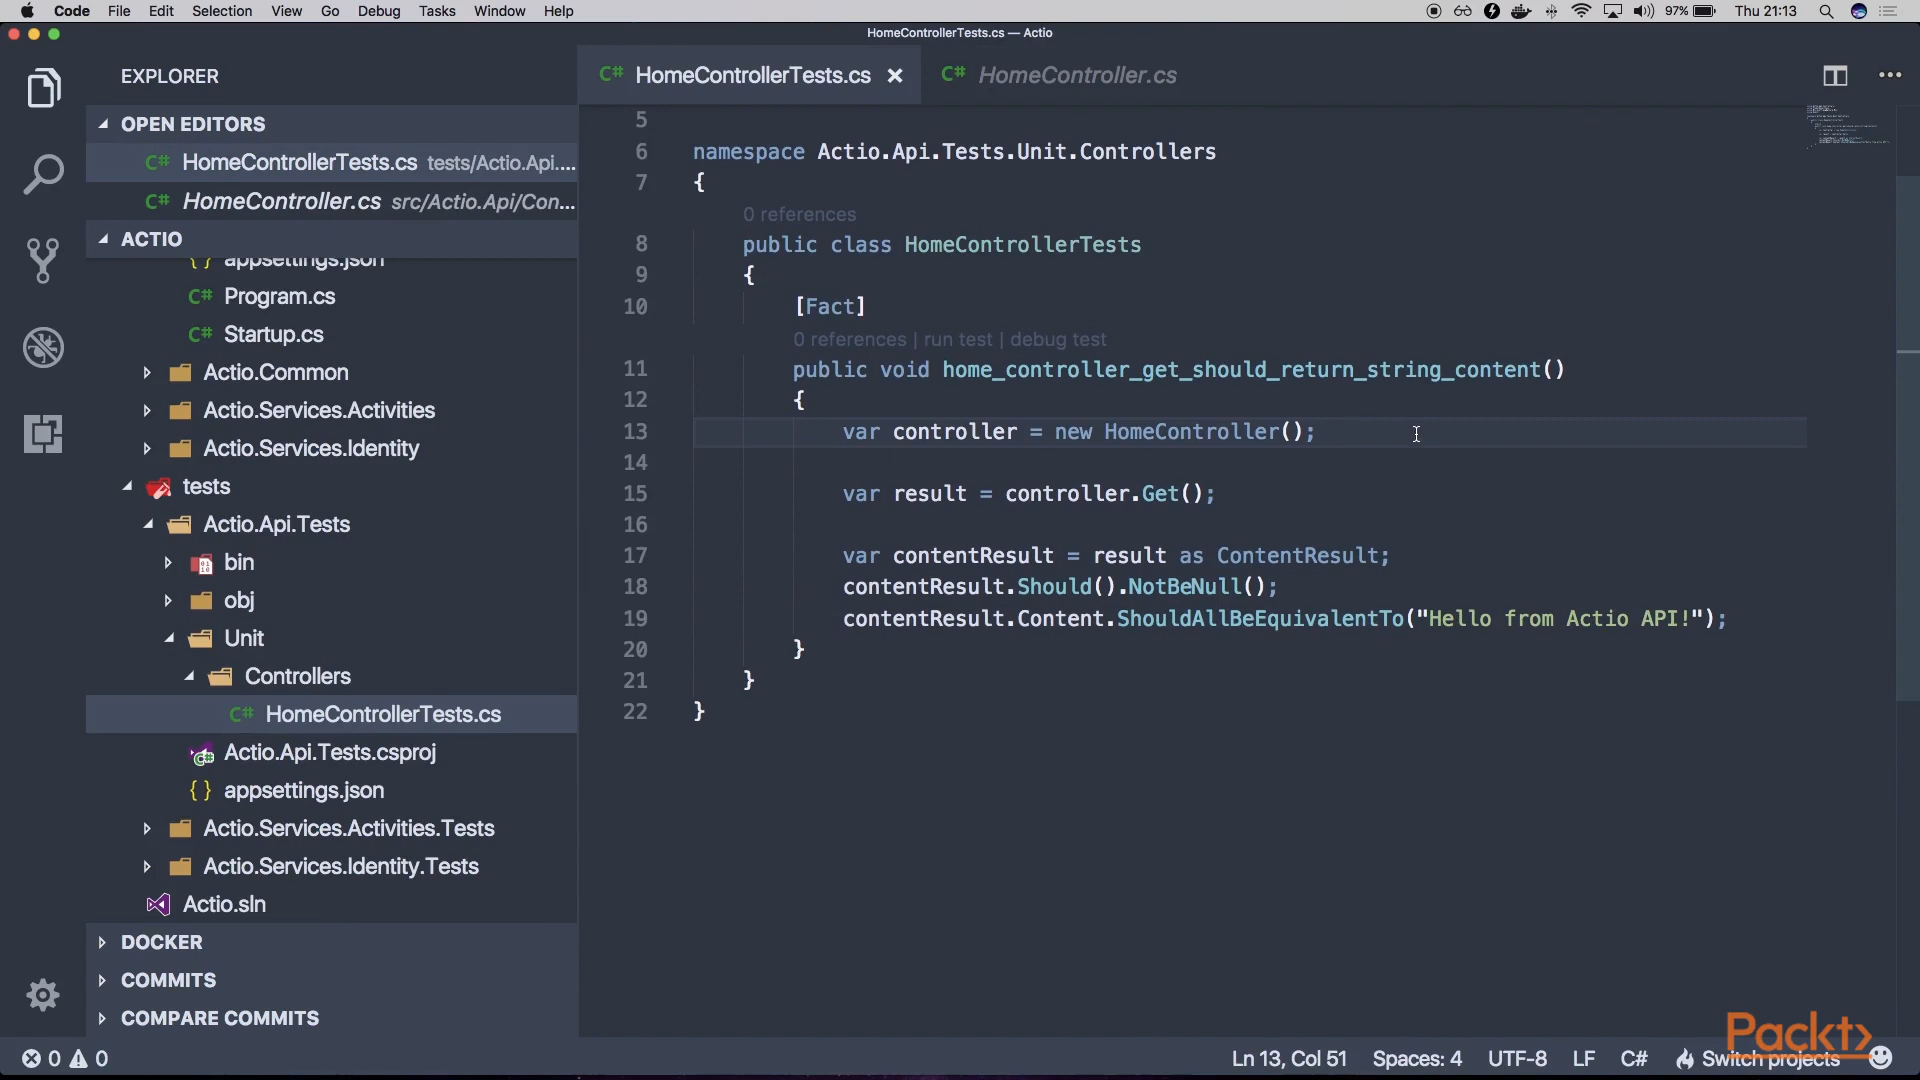 Code File Edit Selection View Go Debug Tasks Window Help 97% Thu 21:13
HomeControllerTests.cs — Actio
EXPLORER
C# HomeControllerTests.cs
C# HomeController.cs
OPEN EDITORS
C# HomeControllerTests.cs tests/Actio.Api....
C# HomeController.cs src/Actio.Api/Con...
ACTIO
{ } appsettings.json
C# Program.cs
C# Startup.cs
Actio.Common
Actio.Services.Activities
Actio.Services.Identity
tests
Actio.Api.Tests
bin
obj
Unit
Controllers
C# HomeControllerTests.cs
Actio.Api.Tests.csproj
{ } appsettings.json
Actio.Services.Activities.Tests
Actio.Services.Identity.Tests
Actio.sln
DOCKER
COMMITS
COMPARE COMMITS
5
6 namespace Actio.Api.Tests.Unit.Controllers
7 {
0 references
8 public class HomeControllerTests
9 {
10 [Fact]
0 references | run test | debug test
11 public void home_controller_get_should_return_string_content()
12 {
13 var controller = new HomeController();
14
15 var result = controller.Get();
16
17 var contentResult = result as ContentResult;
18 contentResult.Should().NotBeNull();
19 contentResult.Content.ShouldAllBeEquivalentTo("Hello from Actio API!");
20 }
21 }
22 }
Packt>
0 0 Ln 13, Col 51 Spaces: 4 UTF-8 LF C# Switch projects